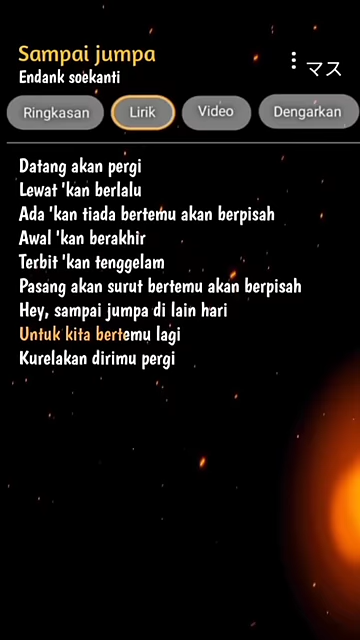 Sampai jumpa
Endank soekanti
マス
Ringkasan
Lirik
Video
Dengarkan
Datang akan pergi
Lewat 'kan berlalu
Ada 'kan tiada bertemu akan berpisah
Awal 'kan berakhir
Terbit 'kan tenggelam
Pasang akan surut bertemu akan berpisah
Hey, sampai jumpa di lain hari
Untuk kita bertemu lagi
Kurelakan dirimu pergi